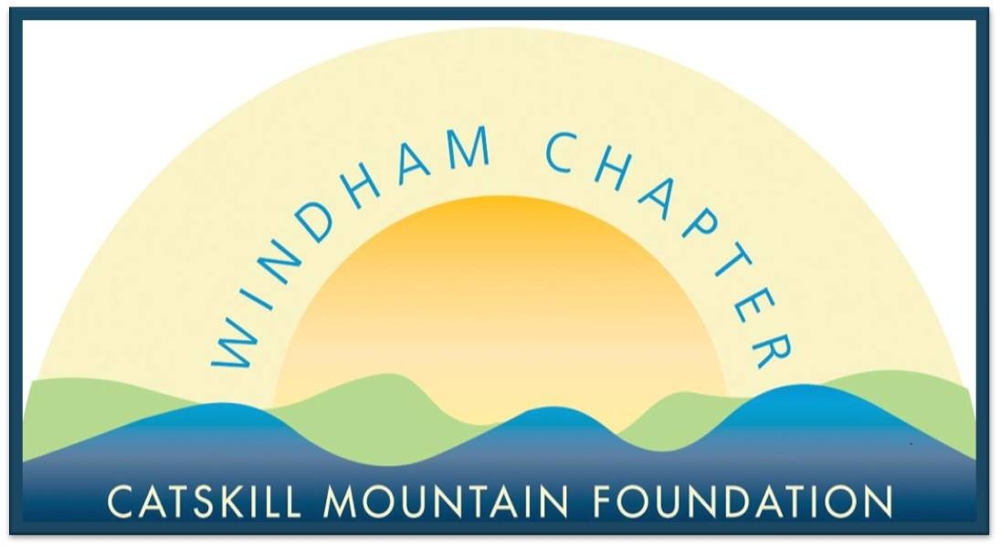 WINDHAM CHAPTER
CATSKILL MOUNTAIN FOUNDATION